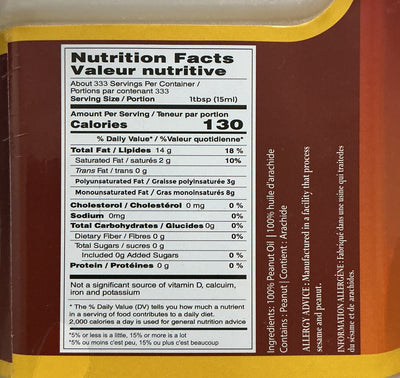 Nutrition Facts
Valeur nutritive
About 333 Servings Per Container /
Portions par contenant 333
Serving Size / Portion 1tbsp (15ml)
Amount Per Serving / Teneur par portion
Calories 130
% Daily Value* / %Valeur quotidienne*
Total Fat / Lipides 14 g 18 %
Saturated Fat / saturés 2 g 10%
Trans Fat / trans 0 g
Polyunsaturated Fat / Graisse polyinsaturée 3g
Monounsaturated Fat / Gras monoinsaturés 8g
Cholesterol / Cholstérol 0 mg 0 %
Sodium 0mg 0 %
Total Carbohydrates / Glucides 0g 0 %
Dietary Fiber / Fibres 0 g 0 %
Total Sugars / sucres 0 g
Included 0g Added Sugars 0 %
Protein / Protéines 0 g 0 %
Not a significant source of vitamin D, calcuim,
iron and potassium
* The % Daily Value (DV) tells you how much a nutrient
in a serving of food contributes to a daily diet.
2,000 calories a day is used for general nutrition advice
*5% or less is a little, 15% or more is a lot
*5% ou moins c'est peu, 15% ou plus c'est beaucoup
Ingredients: 100% Peanut Oil | 100% huile d'arachide
Contains : Peanut | Contient : Arachide
ALLERGY ADVICE : Manufactured in a facility that process
sesame and peanut.
INFORMATION ALLERGÈNE : Fabriqué dans une usine qui traitedes
du sésame et de arachides.